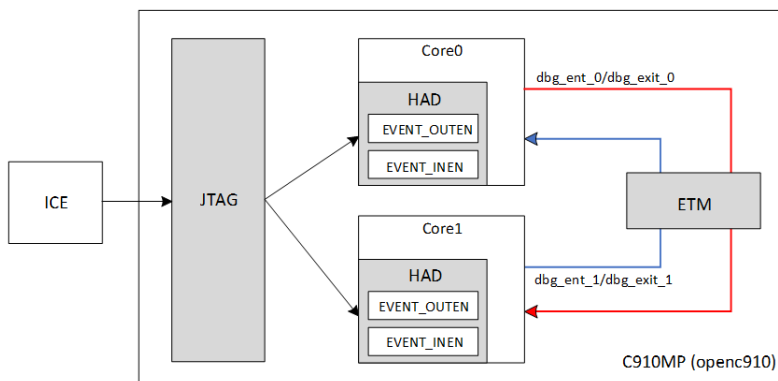 Core0
dbg_ent_0/dbg_exit_0
HAD
EVENT_OUTEN
EVENT_INEN
ICE
JTAG
ETM
Core1
HAD
dbg_ent_1/dbg_exit_1
EVENT_OUTEN
EVENT_INEN
C910MP (openc910)